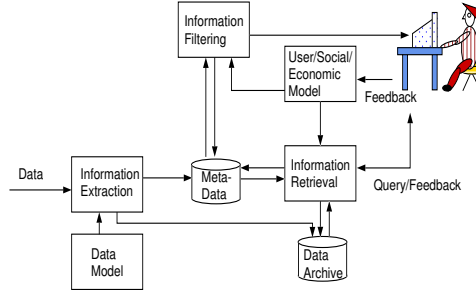 Information
Filtering
User/Social/
Economic
Model
Feedback
Data
Information
Extraction
Meta-
Data
Information
Retrieval
Query/Feedback
Data
Model
Data
Archive